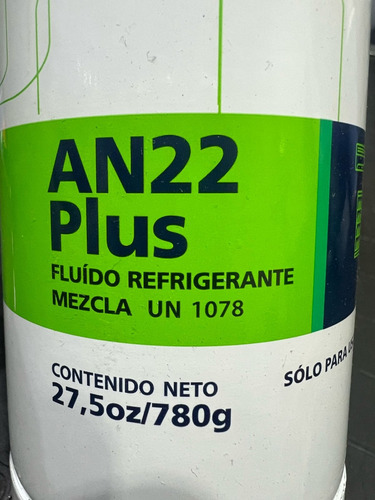 AN22
Plus
FLUÍDO REFRIGERANTE
MEZCLA UN 1078
CONTENIDO NETO
27,5oz/780g
SÓLO PARA